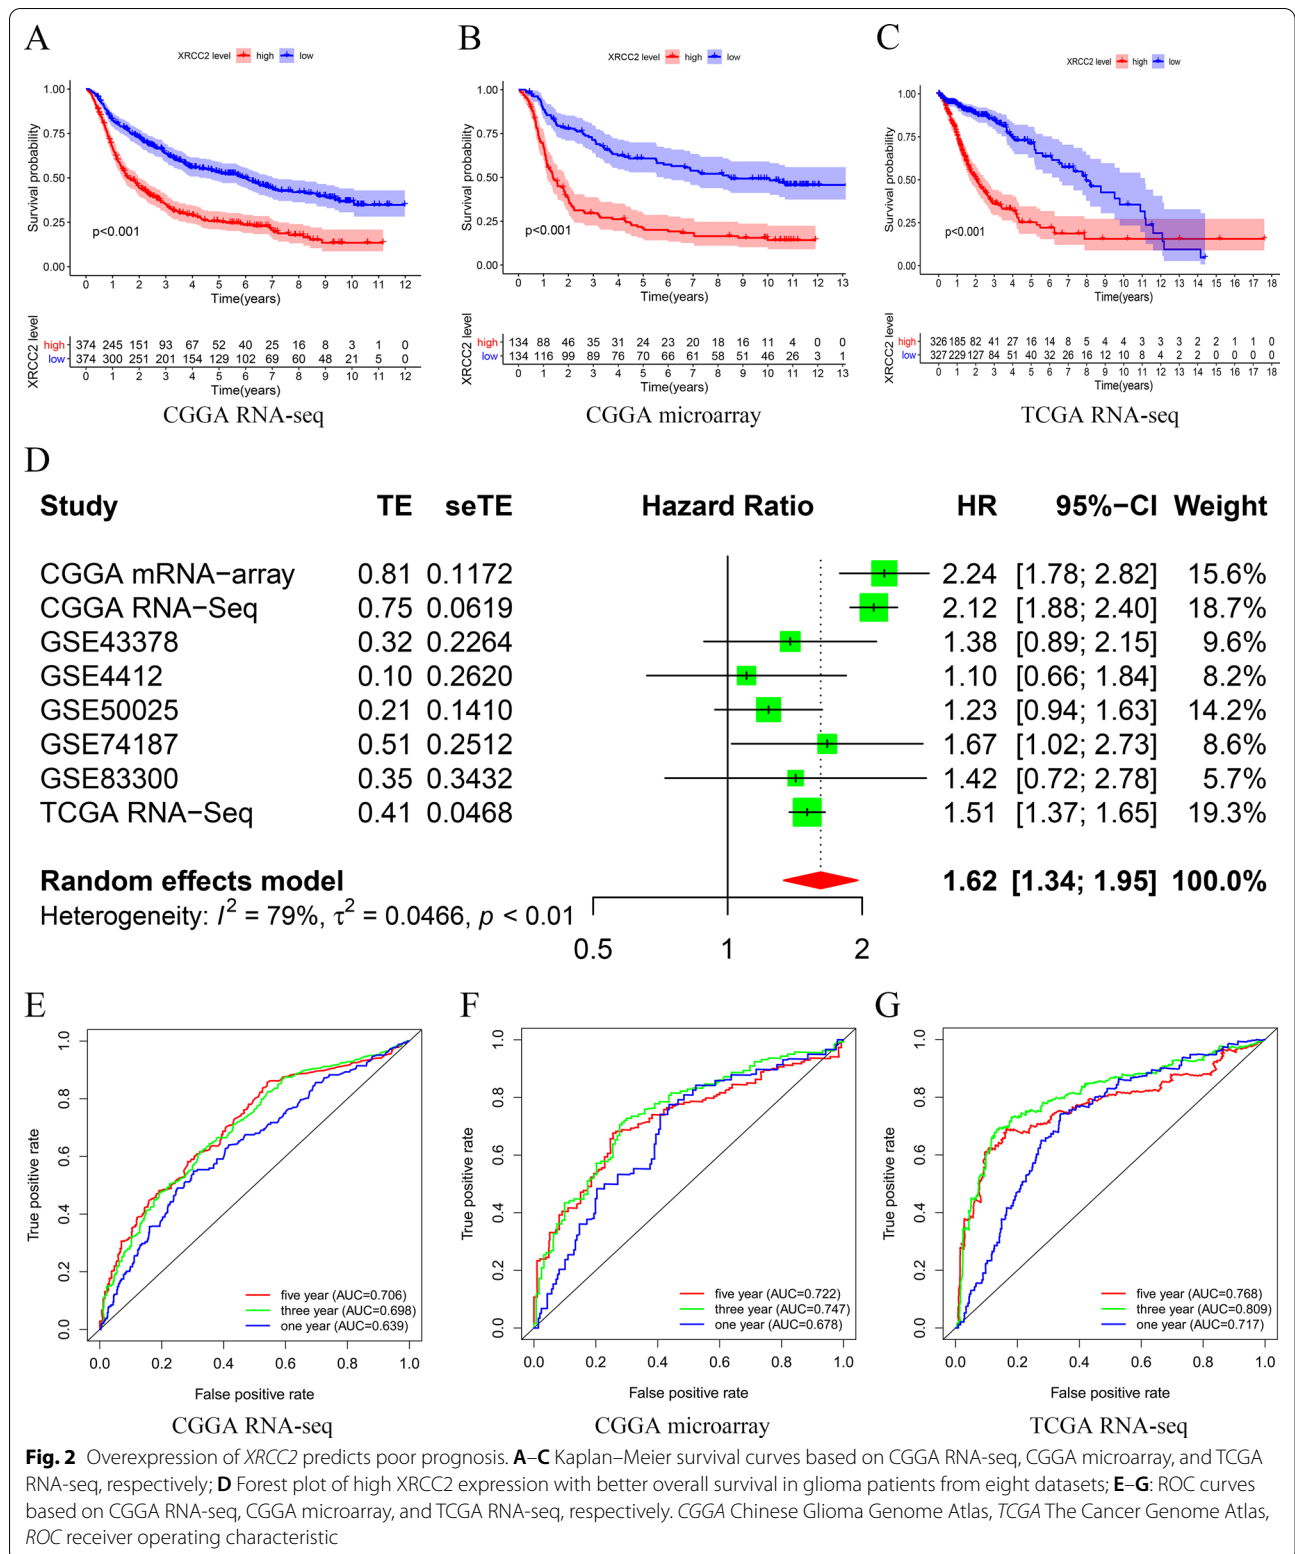 A
XRCC2 level high low
Survival probability
1.00
0.75
0.50
0.25
0.00
p<0.001
0 1 2 3 4 5 6 7 8 9 10 11 12
Time(years)
XRCC2 level
high 374 245 151 93 67 52 40 25 16 8 3 1 0
low 374 300 251 201 154 129 102 69 60 48 21 5 0
0 1 2 3 4 5 6 7 8 9 10 11 12
Time(years)
CGGA RNA-seq
B
XRCC2 level high low
Survival probability
1.00
0.75
0.50
0.25
0.00
p<0.001
0 1 2 3 4 5 6 7 8 9 10 11 12 13
Time(years)
XRCC2 level
high 134 88 46 35 31 24 23 20 18 16 11 4 0 0
low 134 116 99 89 76 70 66 61 58 51 46 26 3 1
0 1 2 3 4 5 6 7 8 9 10 11 12 13
Time(years)
CGGA microarray
C
XRCC2 level high low
Survival probability
1.00
0.75
0.50
0.25
0.00
p<0.001
0 1 2 3 4 5 6 7 8 9 10 11 12 13 14 15 16 17 18
Time(years)
XRCC2 level
high 326 185 82 41 27 16 14 8 5 4 4 3 3 3 2 2 1 1 0
low 327 229 127 84 51 40 32 26 16 12 10 8 4 2 2 0 0 0 0
0 1 2 3 4 5 6 7 8 9 10 11 12 13 14 15 16 17 18
Time(years)
TCGA RNA-seq
D
Study TE seTE Hazard Ratio HR 95%−CI Weight
CGGA mRNA−array 0.81 0.1172 2.24 [1.78; 2.82] 15.6%
CGGA RNA−Seq 0.75 0.0619 2.12 [1.88; 2.40] 18.7%
GSE43378 0.32 0.2264 1.38 [0.89; 2.15] 9.6%
GSE4412 0.10 0.2620 1.10 [0.66; 1.84] 8.2%
GSE50025 0.21 0.1410 1.23 [0.94; 1.63] 14.2%
GSE74187 0.51 0.2512 1.67 [1.02; 2.73] 8.6%
GSE83300 0.35 0.3432 1.42 [0.72; 2.78] 5.7%
TCGA RNA−Seq 0.41 0.0468 1.51 [1.37; 1.65] 19.3%
Random effects model 1.62 [1.34; 1.95] 100.0%
Heterogeneity: I² = 79%, τ² = 0.0466, p < 0.01
0.5 1 2
E
True positive rate
1.0
0.8
0.6
0.4
0.2
0.0
five year (AUC=0.706)
three year (AUC=0.698)
one year (AUC=0.639)
0.0 0.2 0.4 0.6 0.8 1.0
False positive rate
CGGA RNA-seq
F
True positive rate
1.0
0.8
0.6
0.4
0.2
0.0
five year (AUC=0.722)
three year (AUC=0.747)
one year (AUC=0.678)
0.0 0.2 0.4 0.6 0.8 1.0
False positive rate
CGGA microarray
G
True positive rate
1.0
0.8
0.6
0.4
0.2
0.0
five year (AUC=0.768)
three year (AUC=0.809)
one year (AUC=0.717)
0.0 0.2 0.4 0.6 0.8 1.0
False positive rate
TCGA RNA-seq
Fig. 2 Overexpression of XRCC2 predicts poor prognosis. A–C Kaplan–Meier survival curves based on CGGA RNA-seq, CGGA microarray, and TCGA
RNA-seq, respectively; D Forest plot of high XRCC2 expression with better overall survival in glioma patients from eight datasets; E–G: ROC curves
based on CGGA RNA-seq, CGGA microarray, and TCGA RNA-seq, respectively. CGGA Chinese Glioma Genome Atlas, TCGA The Cancer Genome Atlas,
ROC receiver operating characteristic